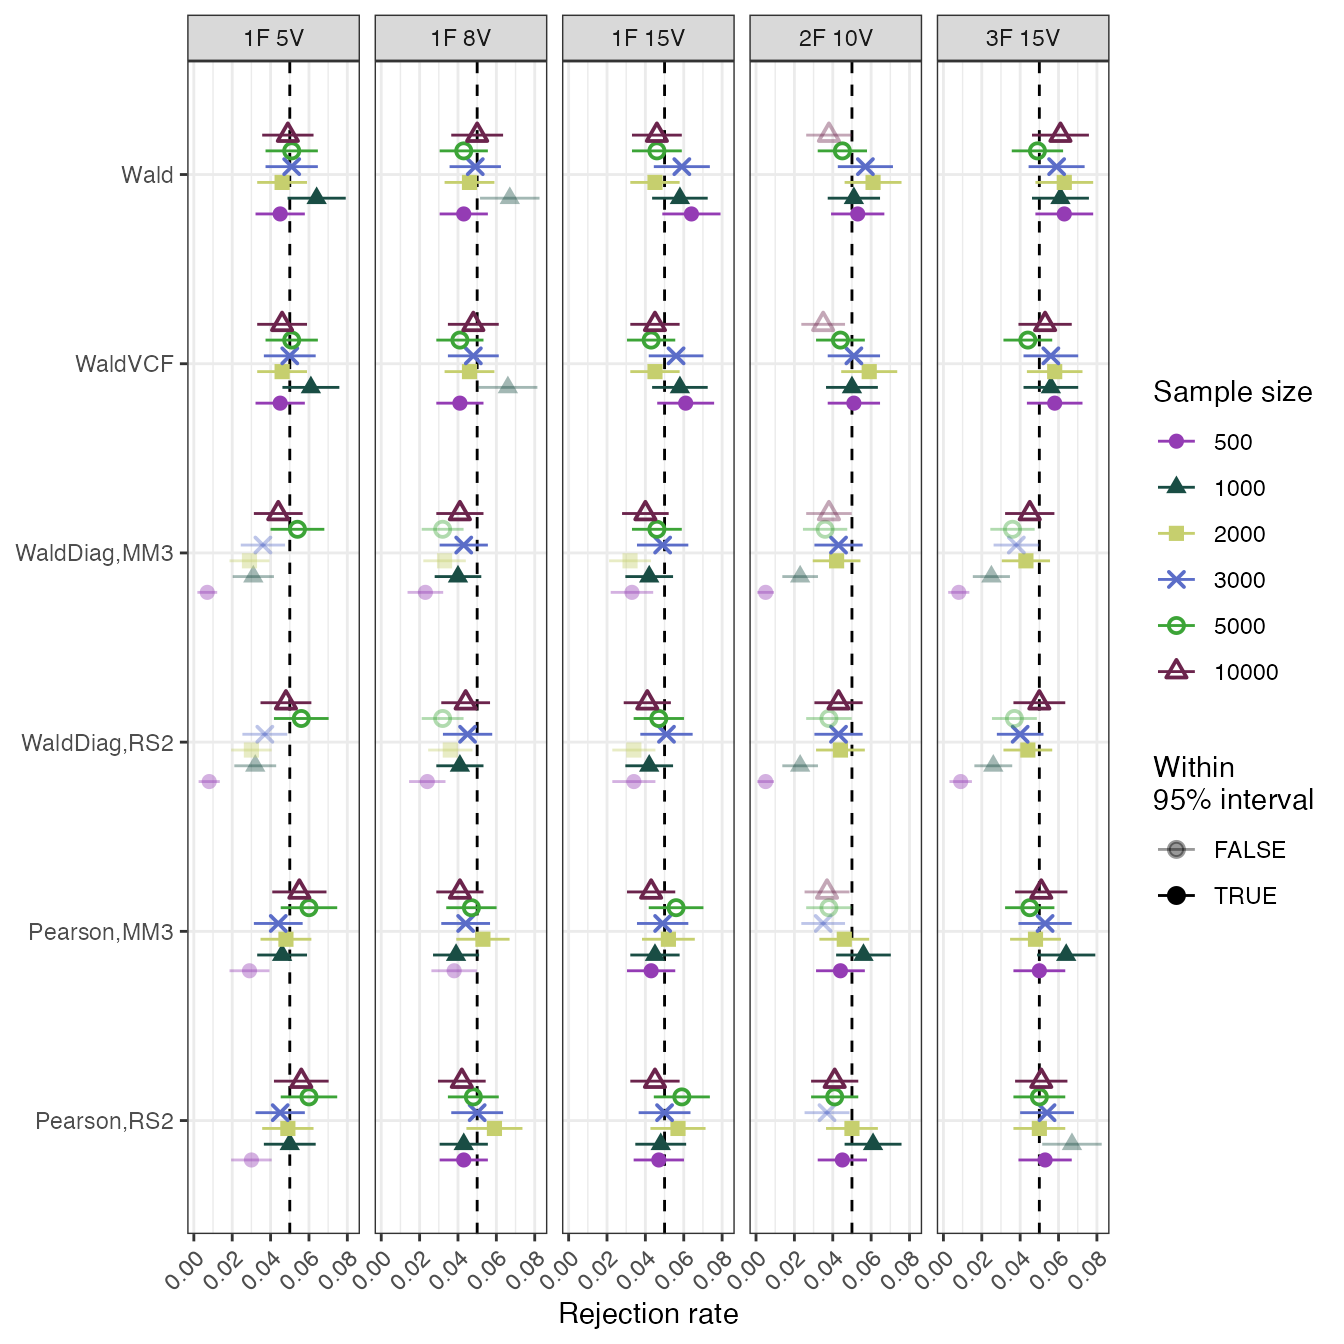 1F 5V 1F 8V 1F 15V 2F 10V 3F 15V
Wald
WaldVCF
WaldDiag,MM3
WaldDiag,RS2
Pearson,MM3
Pearson,RS2
0.00 0.02 0.04 0.06 0.08 0.00 0.02 0.04 0.06 0.08 0.00 0.02 0.04 0.06 0.08 0.00 0.02 0.04 0.06 0.08 0.00 0.02 0.04 0.06 0.08
Rejection rate
Sample size
500
1000
2000
3000
5000
10000
Within
95% interval
FALSE
TRUE